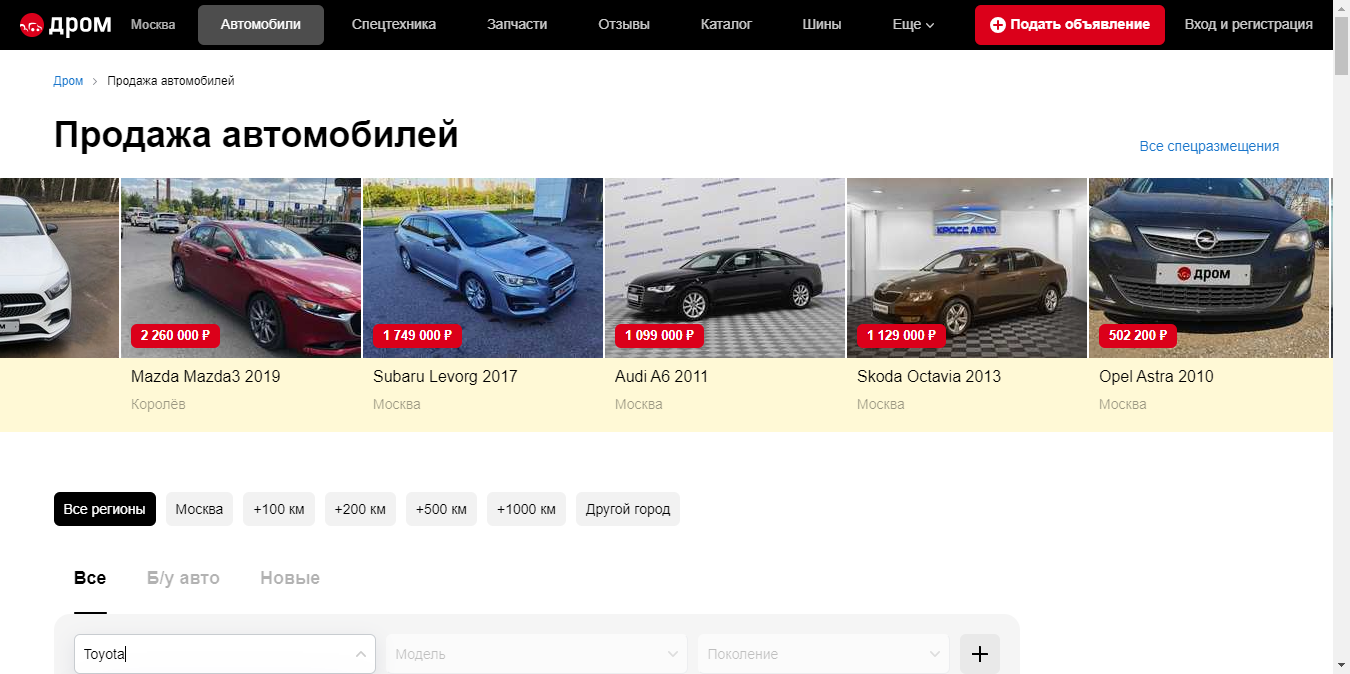 дром Москва Автомобили Спецтехника Запчасти Отзывы Каталог Шины Еще Подать объявление Вход и регистрация
Дром > Продажа автомобилей
Продажа автомобилей
Все спецразмещения
КРОСС АВТО
дром
2 260 000 ₽ 1 749 000 ₽ 1 099 000 ₽ 1 129 000 ₽ 502 200 ₽
Mazda Mazda3 2019 Subaru Levorg 2017 Audi A6 2011 Skoda Octavia 2013 Opel Astra 2010
Королёв Москва Москва Москва Москва
Все регионы Москва +100 км +200 км +500 км +1000 км Другой город
Все Б/у авто Новые
Toyota Модель Поколение +